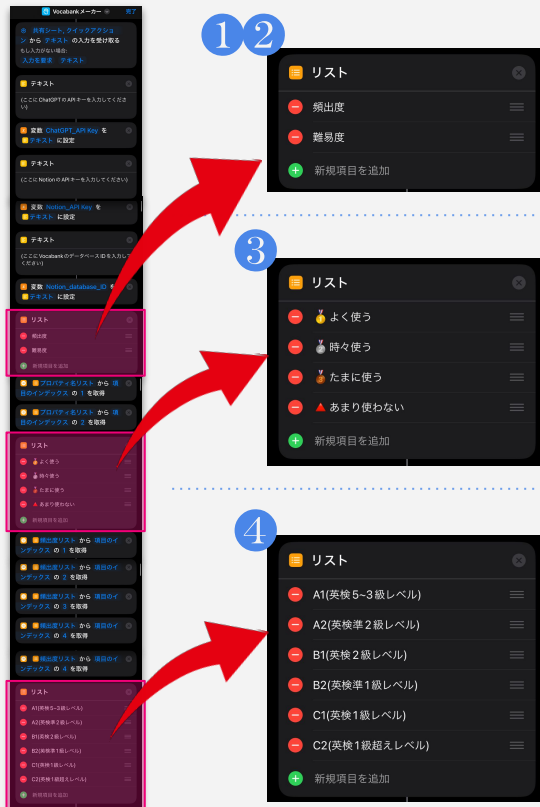 Vocabankメーカー
完了
共有シート, クイックアクショ
ン から テキスト の入力を受け取る
もし入力がない場合:
入力を要求 テキスト
テキスト
(ここに ChatGPT の API キーを入力してくださ
い)
変数 ChatGPT_API Key を
テキスト に設定
テキスト
(ここに Notion の API キーを入力してください)
変数 Notion_API Key を
テキスト に設定
テキスト
(ここに Vocabank のデータベース ID を入力して
ください)
変数 Notion_database_ID を
テキスト に設定
リスト
頻出度
難易度
新規項目を追加
プロパティ名リスト から 項
目のインデックス の 1 を取得
プロパティ名リスト から 項
目のインデックス の 2 を取得
リスト
🥇よく使う
🥈時々使う
🥉たまに使う
🔺あまり使わない
新規項目を追加
頻出度リスト から 項目のイ
ンデックス の 1 を取得
頻出度リスト から 項目のイ
ンデックス の 2 を取得
頻出度リスト から 項目のイ
ンデックス の 3 を取得
頻出度リスト から 項目のイ
ンデックス の 4 を取得
頻出度リスト から 項目のイ
ンデックス の 4 を取得
リスト
A1(英検5~3級レベル)
A2(英検準2級レベル)
B1(英検2級レベル)
B2(英検準1級レベル)
C1(英検1級レベル)
C2(英検1級超えレベル)
新規項目を追加
1 2
リスト
頻出度
難易度
新規項目を追加
3
リスト
🥇よく使う
🥈時々使う
🥉たまに使う
🔺あまり使わない
新規項目を追加
4
リスト
A1(英検5~3級レベル)
A2(英検準2級レベル)
B1(英検2級レベル)
B2(英検準1級レベル)
C1(英検1級レベル)
C2(英検1級超えレベル)
新規項目を追加